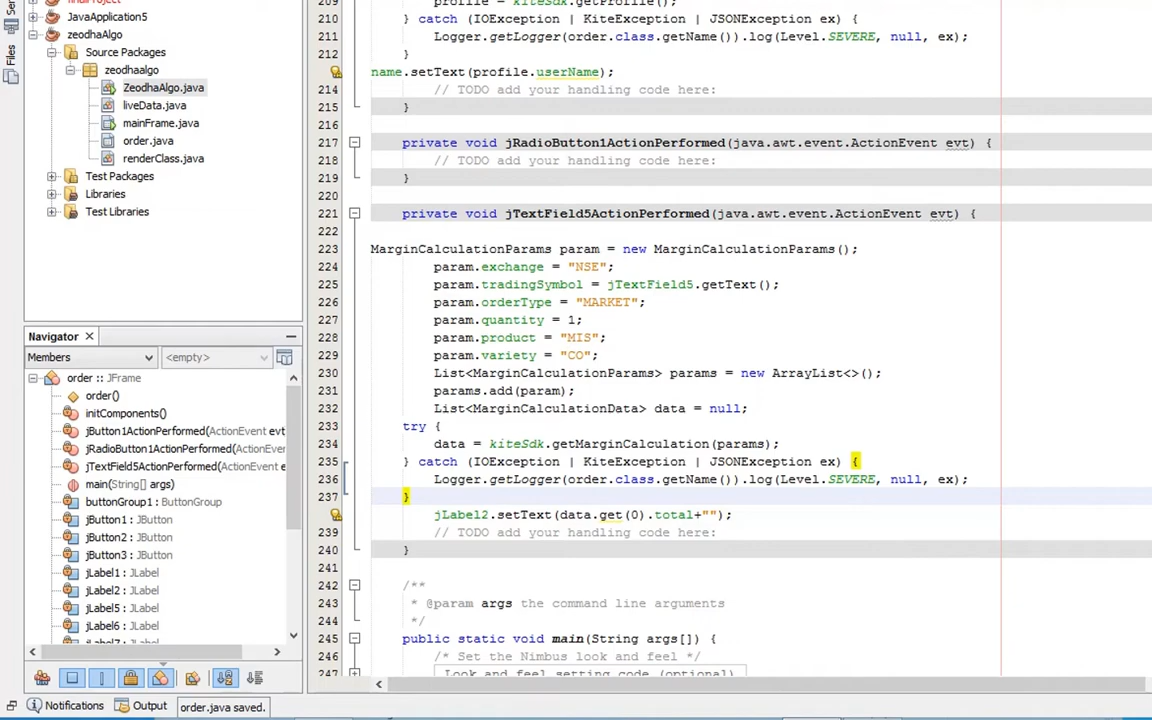 finalProject
JavaApplication5
zeodhaAlgo
Source Packages
zeodhaalgo
ZeodhaAlgo.java
liveData.java
mainFrame.java
order.java
renderClass.java
Test Packages
Libraries
Test Libraries
Files
Navigator
Members
<empty>
order :: JFrame
order()
initComponents()
jButton1ActionPerformed(ActionEvent evt
jRadioButton1ActionPerformed(ActionEver
jTextField5ActionPerformed(ActionEvent e
main(String[] args)
buttonGroup1 : ButtonGroup
jButton1 : JButton
jButton2 : JButton
jButton3 : JButton
jLabel1 : JLabel
jLabel2 : JLabel
jLabel5 : JLabel
jLabel6 : JLabel
jLabel7 : JLabel
209 profile = kiteSdk.getProfile();
210 } catch (IOException | KiteException | JSONException ex) {
211 Logger.getLogger(order.class.getName()).log(Level.SEVERE, null, ex);
212 }
name.setText(profile.userName);
214 // TODO add your handling code here:
215 }
216
217 private void jRadioButton1ActionPerformed(java.awt.event.ActionEvent evt) {
218 // TODO add your handling code here:
219 }
220
221 private void jTextField5ActionPerformed(java.awt.event.ActionEvent evt) {
222
223 MarginCalculationParams param = new MarginCalculationParams();
224 param.exchange = "NSE";
225 param.tradingSymbol = jTextField5.getText();
226 param.orderType = "MARKET";
227 param.quantity = 1;
228 param.product = "MIS";
229 param.variety = "CO";
230 List<MarginCalculationParams> params = new ArrayList<>();
231 params.add(param);
232 List<MarginCalculationData> data = null;
233 try {
234 data = kiteSdk.getMarginCalculation(params);
235 } catch (IOException | KiteException | JSONException ex) {
236 Logger.getLogger(order.class.getName()).log(Level.SEVERE, null, ex);
237 }
jLabel2.setText(data.get(0).total+"");
239 // TODO add your handling code here:
240 }
241
242 /**
243 * @param args the command line arguments
244 */
245 public static void main(String args[]) {
246 /* Set the Nimbus look and feel */
247 Look and feel setting code (optional)
Notifications
Output
order.java saved.